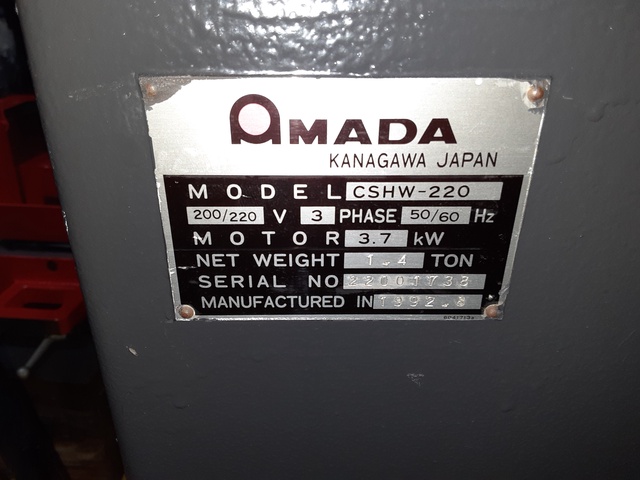 AMADA
KANAGAWA JAPAN
MODEL CSHW-220
200/220 V 3 PHASE 50/60 Hz
MOTOR 3.7 kW
NET WEIGHT 1.4 TON
SERIAL NO 22001738
MANUFACTURED IN 1992.8